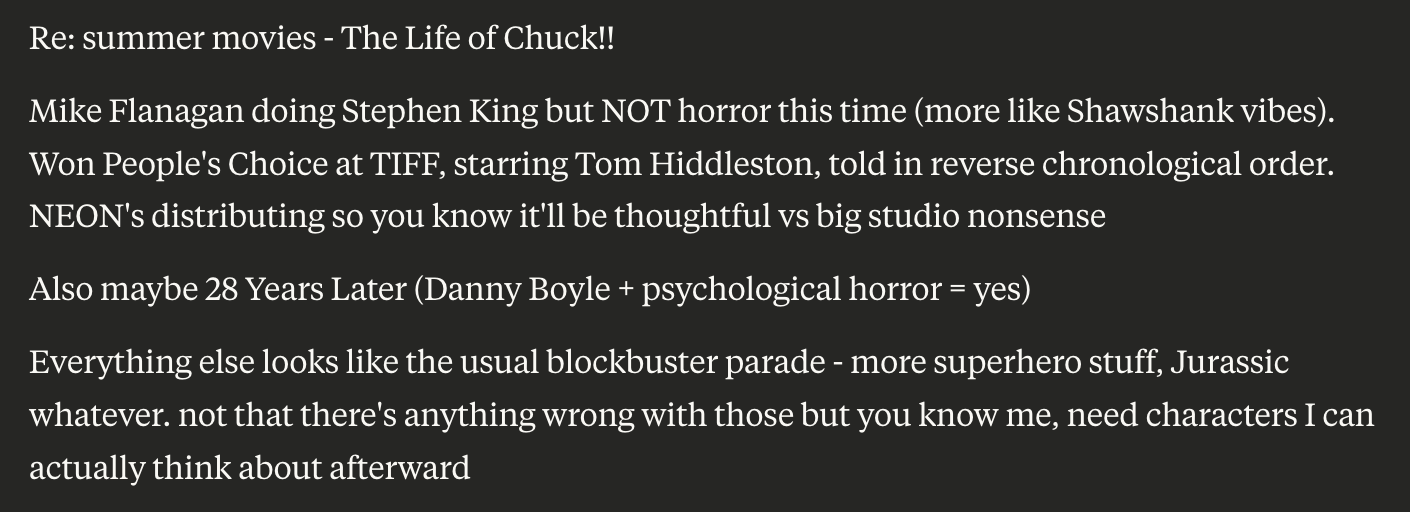 Re: summer movies - The Life of Chuck!!
Mike Flanagan doing Stephen King but NOT horror this time (more like Shawshank vibes).
Won People's Choice at TIFF, starring Tom Hiddleston, told in reverse chronological order.
NEON's distributing so you know it'll be thoughtful vs big studio nonsense
Also maybe 28 Years Later (Danny Boyle + psychological horror = yes)
Everything else looks like the usual blockbuster parade - more superhero stuff, Jurassic
whatever. not that there's anything wrong with those but you know me, need characters I can
actually think about afterward